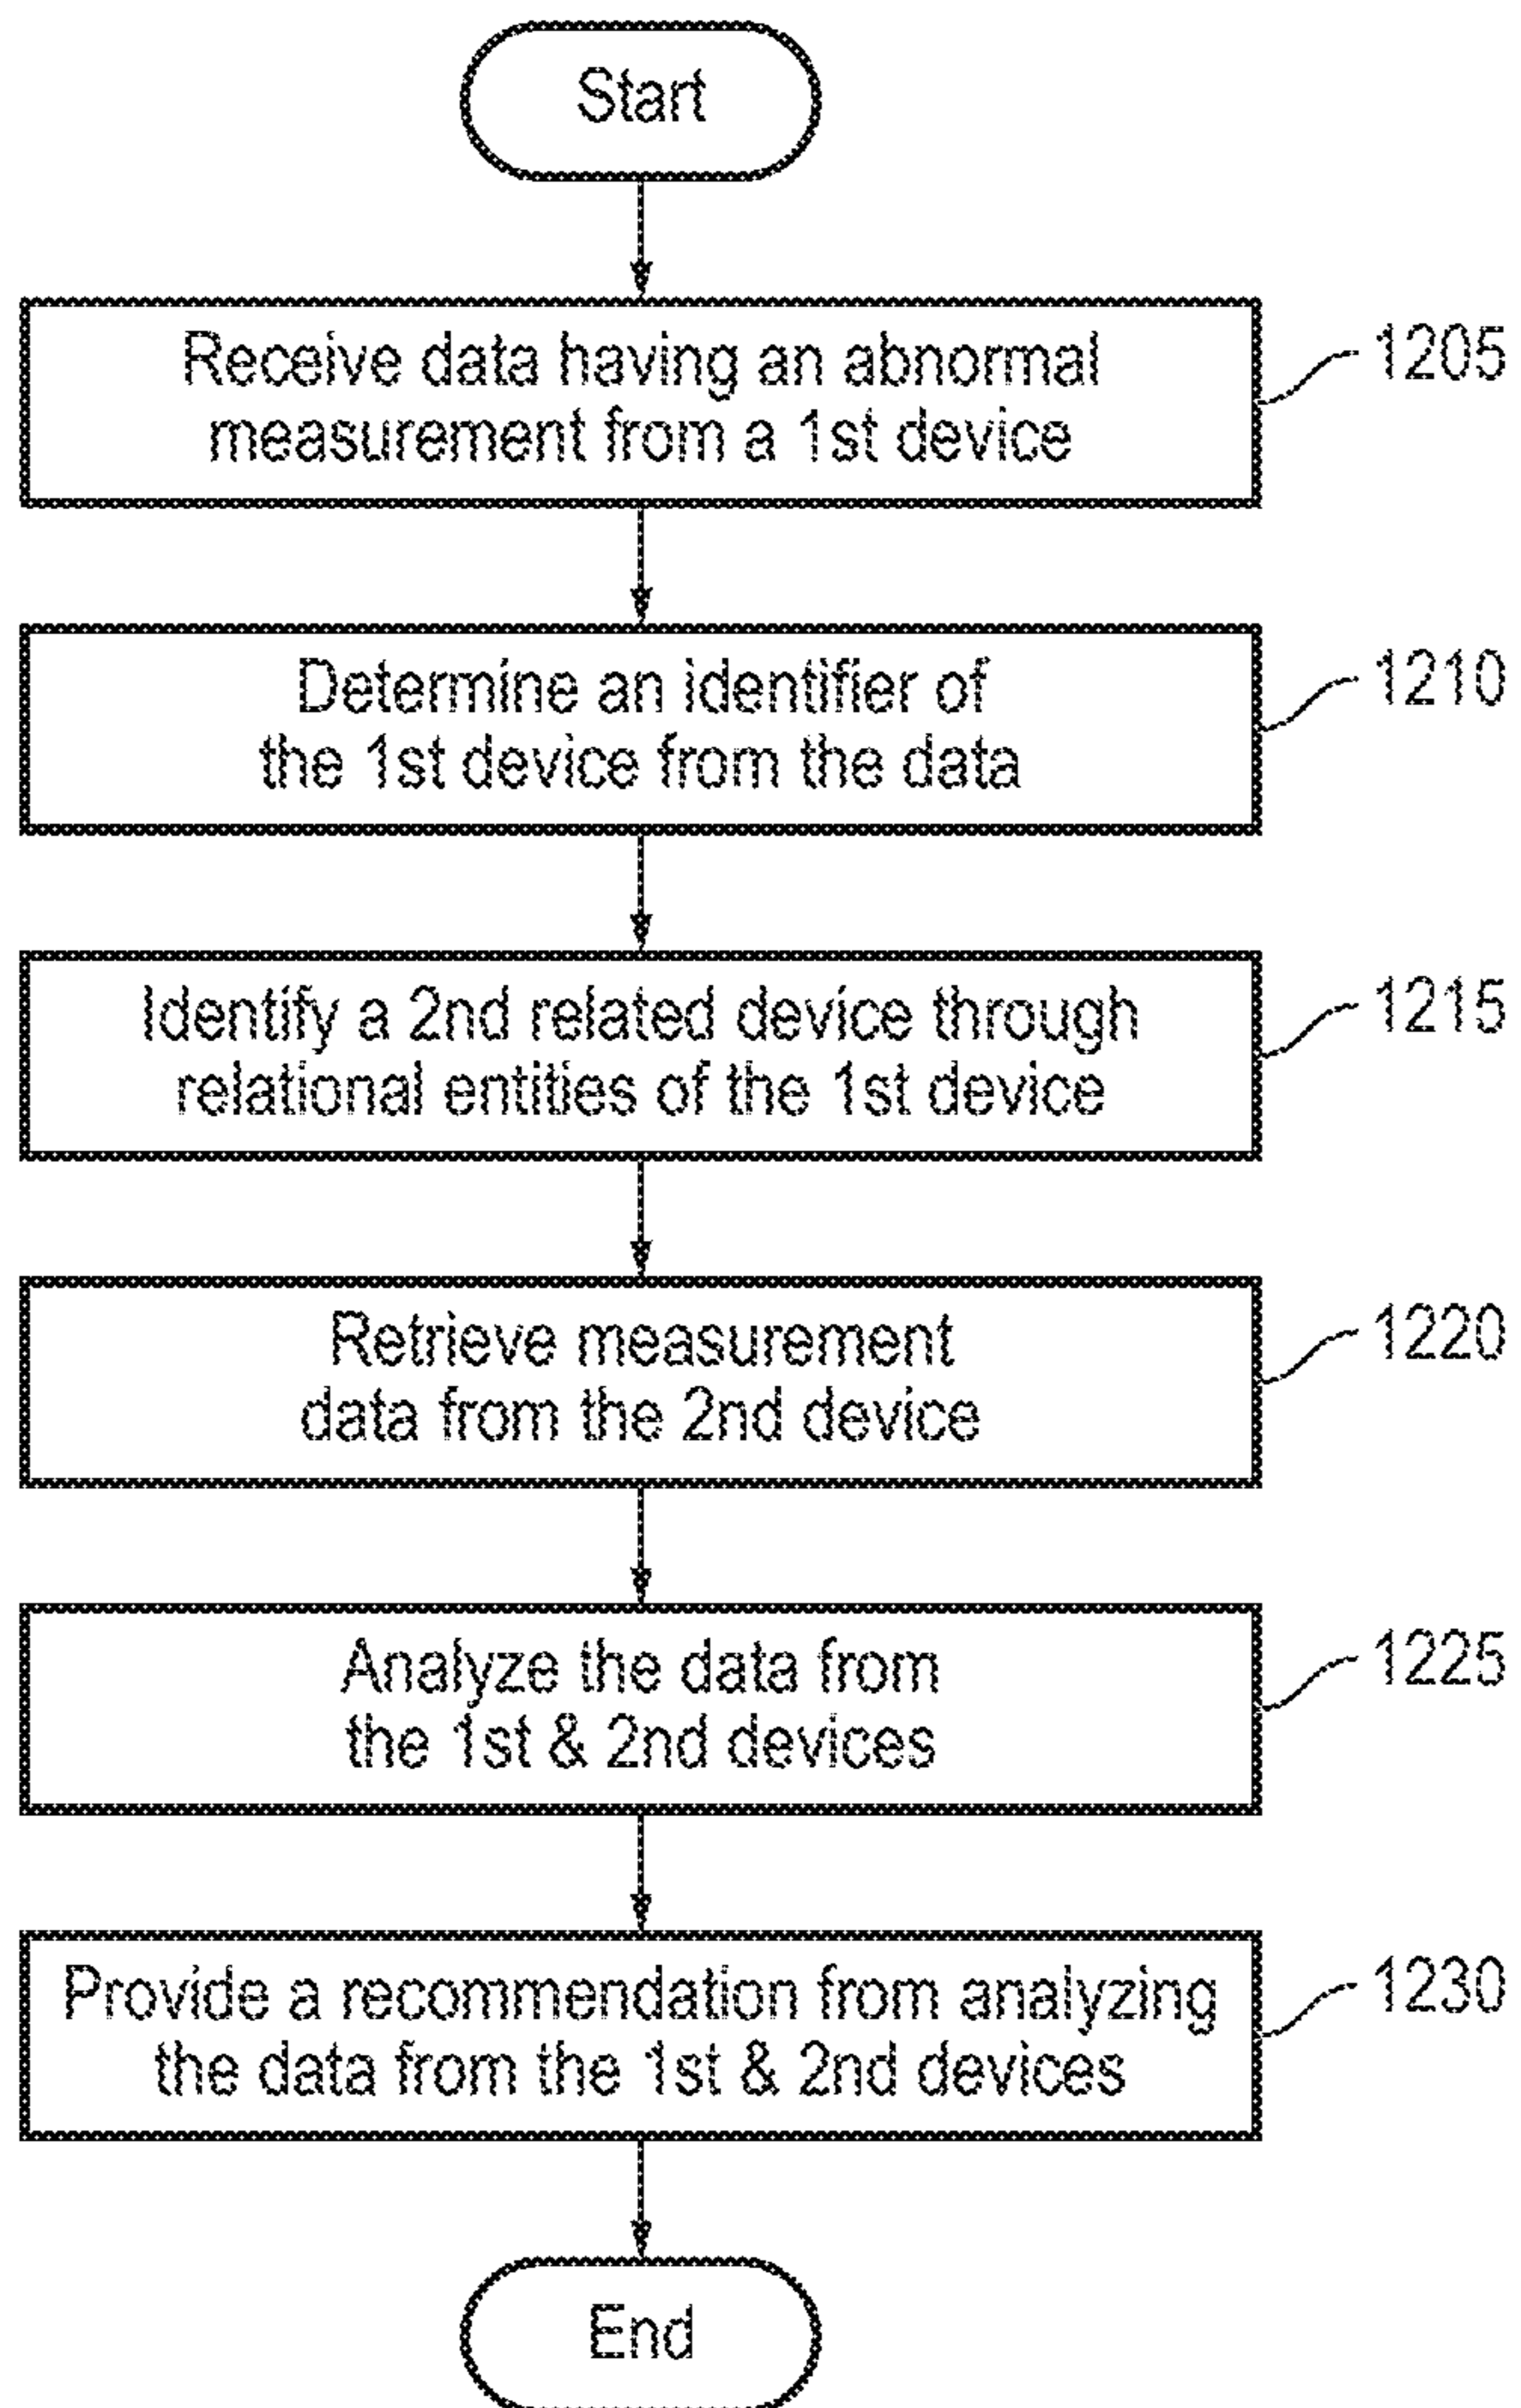 Start
Receive data having an abnormal
measurement from a 1st device
1205
Determine an identifier of
the 1st device from the data
1210
Identify a 2nd related device through
relational entities of the 1st device
1215
Retrieve measurement
data from the 2nd device
1220
Analyze the data from
the 1st & 2nd devices
1225
Provide a recommendation from analyzing
the data from the 1st & 2nd devices
1230
End